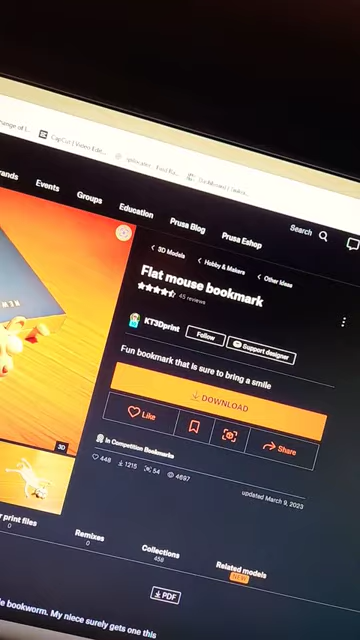 CapCut | Video Edit...
Events
Groups
Education
Prusa Blog
Prusa Eshop
Search
3D Models
Hobby & Makers
Other Ideas
Flat mouse bookmark
45 reviews
KT3Dprint
Follow
Support designer
Fun bookmark that is sure to bring a smile
DOWNLOAD
Like
Share
in Competition Bookmarks
448
1215
54
4697
updated March 9, 2023
3D
r print files
0
Remixes
0
Collections
458
Related models
NEW
PDF
le bookworm. My niece surely gets one this